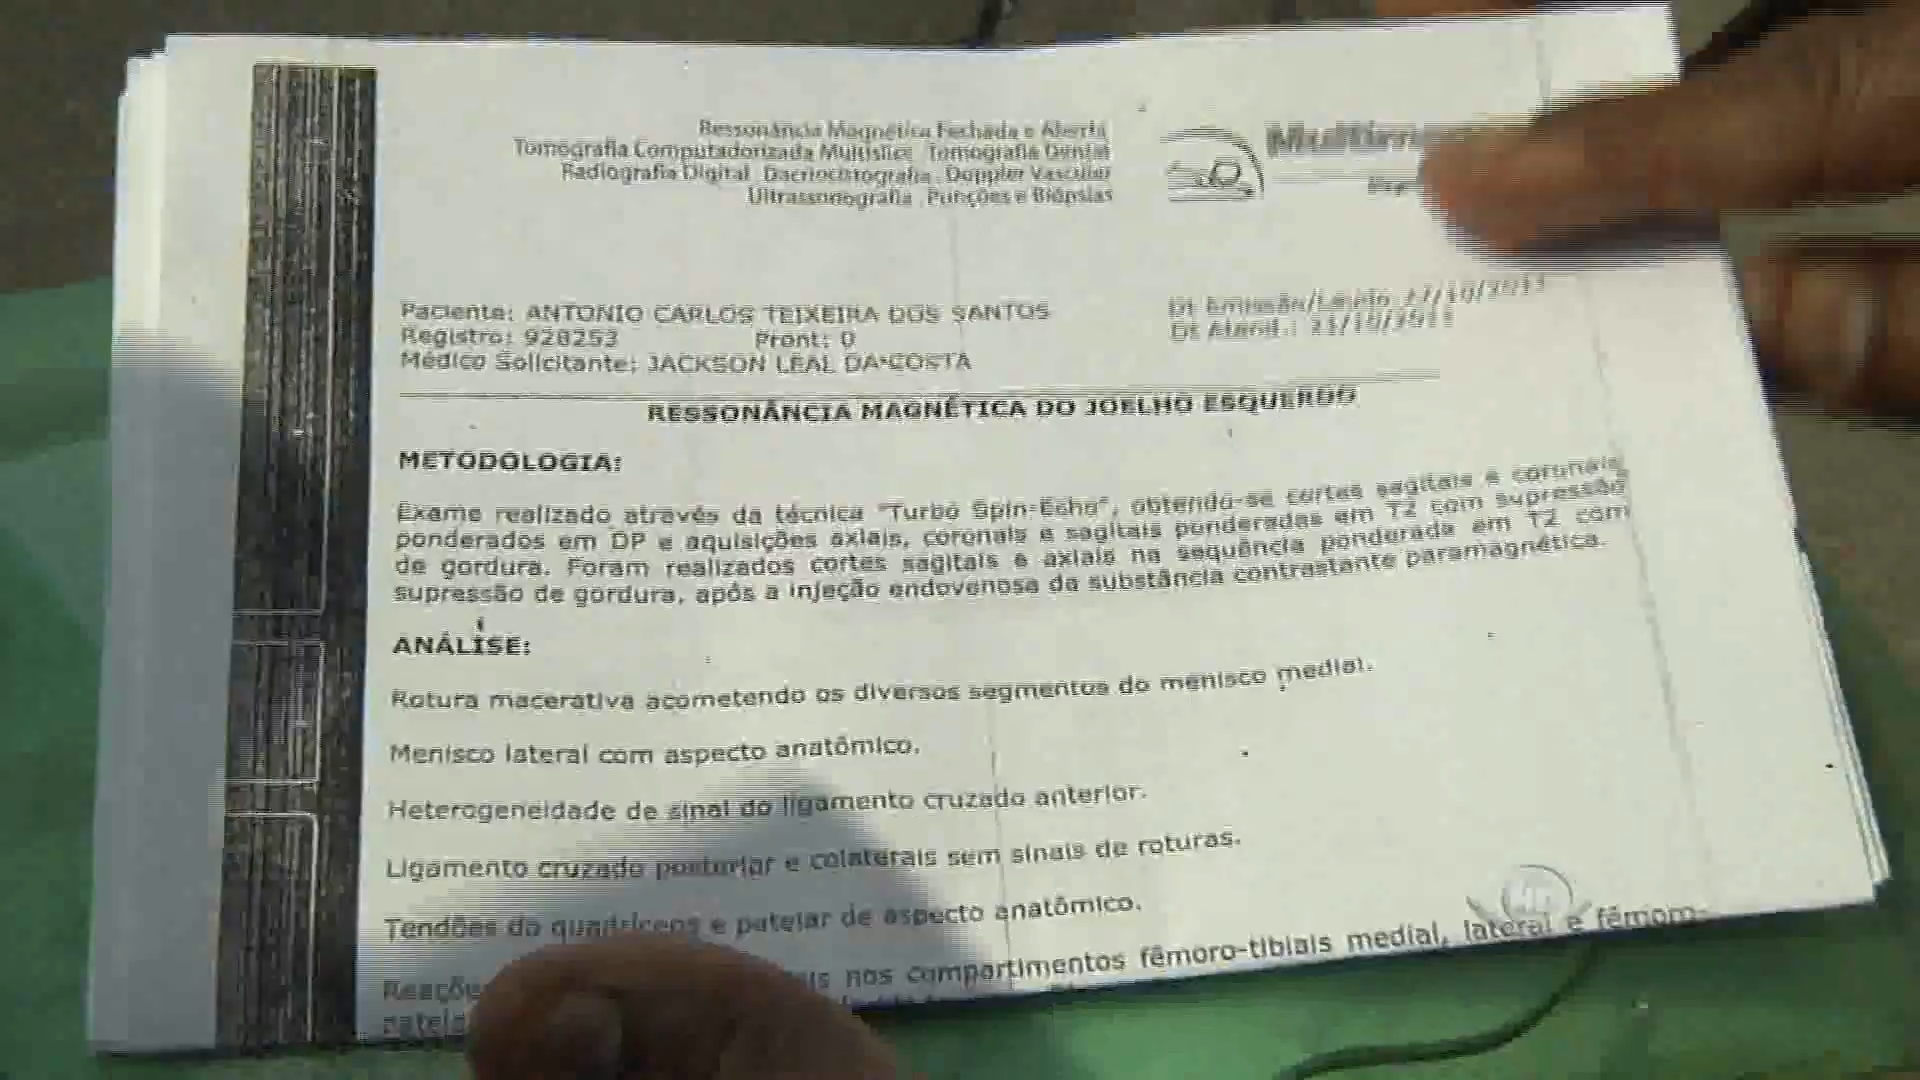 Ressonância Magnética Fechada e Aberta
Tomografia Computadorizada Multislice Tomografia Dental
Radiografia Digital Dacriocistografia Doppler Vascular
Ultrassonografia Punções e Biópsias
Paciente: ANTONIO CARLOS TEIXEIRA DOS SANTOS
Dt Emissão/Laudo
Registro: 928253 Pront: 0
Dt Atend.:
Médico Solicitante: JACKSON LEAL DA COSTA
RESSONÂNCIA MAGNÉTICA DO JOELHO ESQUERDO
METODOLOGIA:
Exame realizado através da técnica "Turbo Spin-Echo", obtendo-se cortes sagitais e coronais,
ponderados em DP e aquisições axiais, coronais e sagitais ponderadas em T2 com supressão
de gordura. Foram realizados cortes sagitais e axiais na sequência ponderada em T2 com
supressão de gordura, após a injeção endovenosa da substância contrastante paramagnética.
ANÁLISE:
Rotura macerativa acometendo os diversos segmentos do menisco medial.
Menisco lateral com aspecto anatômico.
Heterogeneidade de sinal do ligamento cruzado anterior.
Ligamento cruzado posterior e colaterais sem sinais de roturas.
Tendões do quadríceps e patelar de aspecto anatômico.
nos compartimentos fêmoro-tibiais medial, lateral e fêmoro-